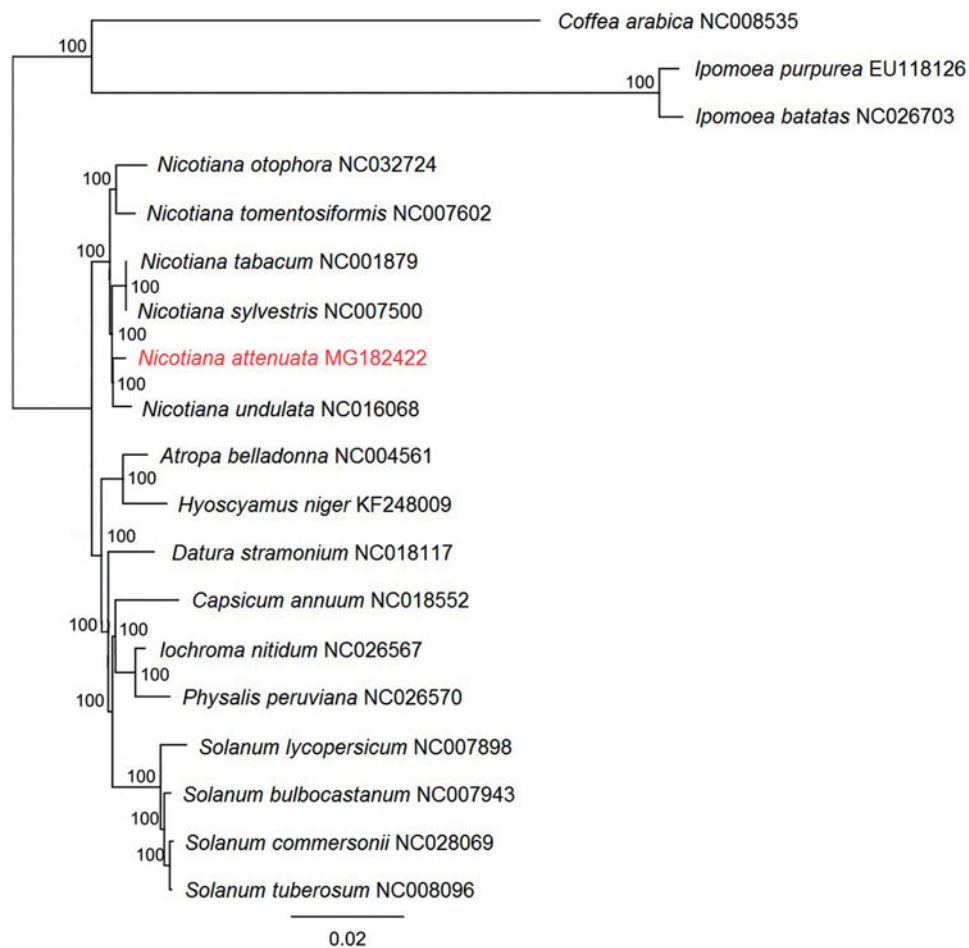 Coffea arabica NC008535
100
Ipomoea purpurea EU118126
100
Ipomoea batatas NC026703
Nicotiana otophora NC032724
100
Nicotiana tomentosiformis NC007602
100
Nicotiana tabacum NC001879
100
Nicotiana sylvestris NC007500
100
Nicotiana attenuata MG182422
100
Nicotiana undulata NC016068
Atropa belladonna NC004561
100
Hyoscyamus niger KF248009
100
Datura stramonium NC018117
Capsicum annuum NC018552
100
100
Iochroma nitidum NC026567
100
Physalis peruviana NC026570
100
Solanum lycopersicum NC007898
100
Solanum bulbocastanum NC007943
100
Solanum commersonii NC028069
100
Solanum tuberosum NC008096
0.02